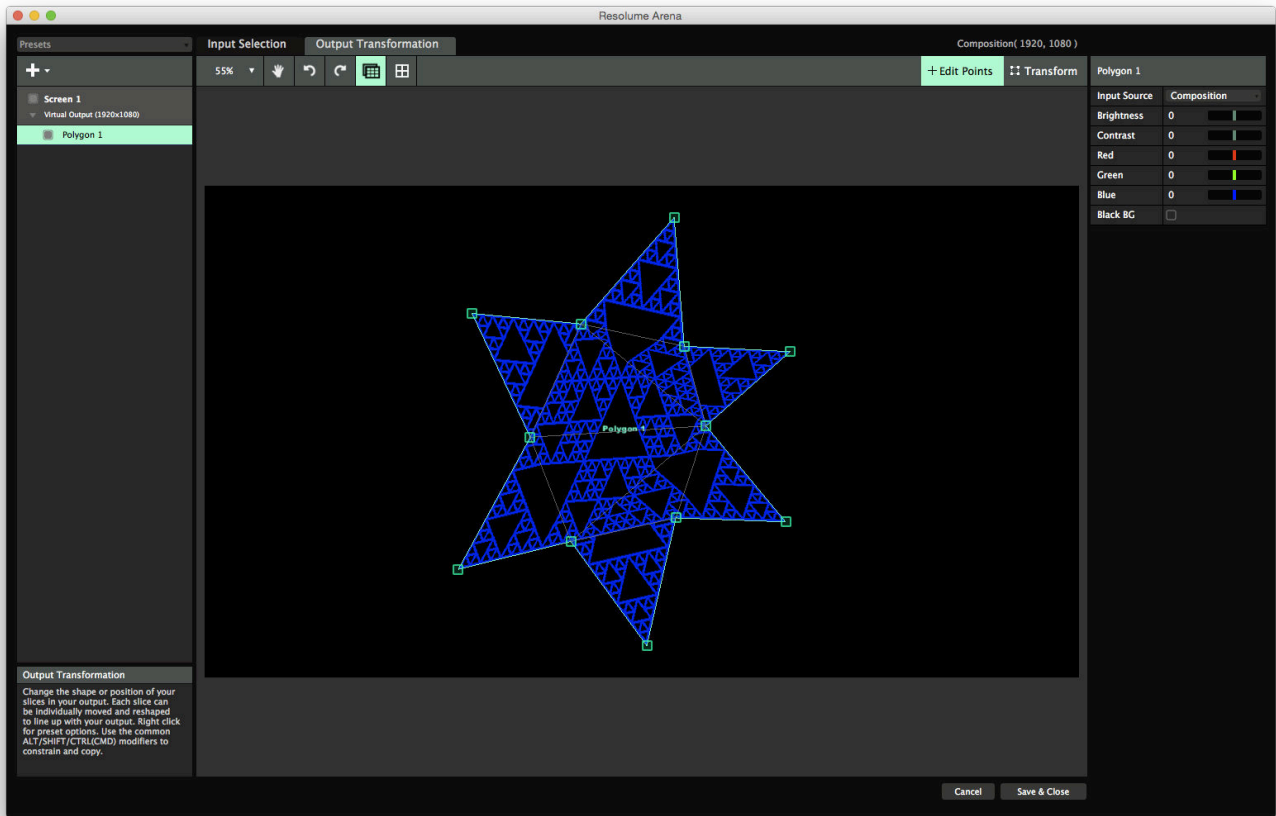 Resolume Arena
Presets
Input Selection
Output Transformation
Composition( 1920, 1080 )
55%
+ Edit Points
Transform
Polygon 1
Screen 1
Virtual Output (1920x1080)
Polygon 1
Input Source Composition
Brightness 0
Contrast 0
Red 0
Green 0
Blue 0
Black BG
Polygon 1
Output Transformation
Change the shape or position of your
slices in your output. Each slice can
be individually moved and reshaped
to line up with your output. Right click
for preset options. Use the common
ALT/SHIFT/CTRL(CMD) modifiers to
constrain and copy.
Cancel
Save & Close